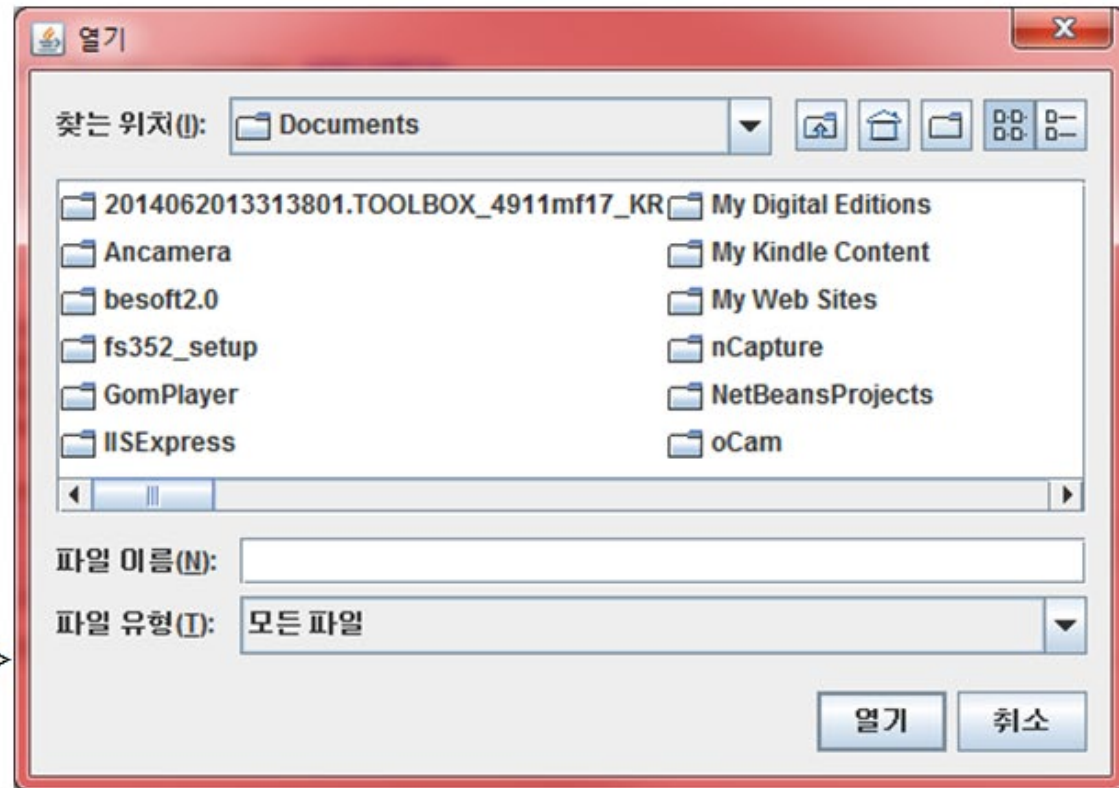 열기
찾는 위치(I): Documents
2014062013313801.TOOLBOX_4911mf17_KR My Digital Editions
Ancamera My Kindle Content
besoft2.0 My Web Sites
fs352_setup nCapture
GomPlayer NetBeansProjects
IISExpress oCam
파일 이름(N):
파일 유형(T): 모든 파일
열기 취소